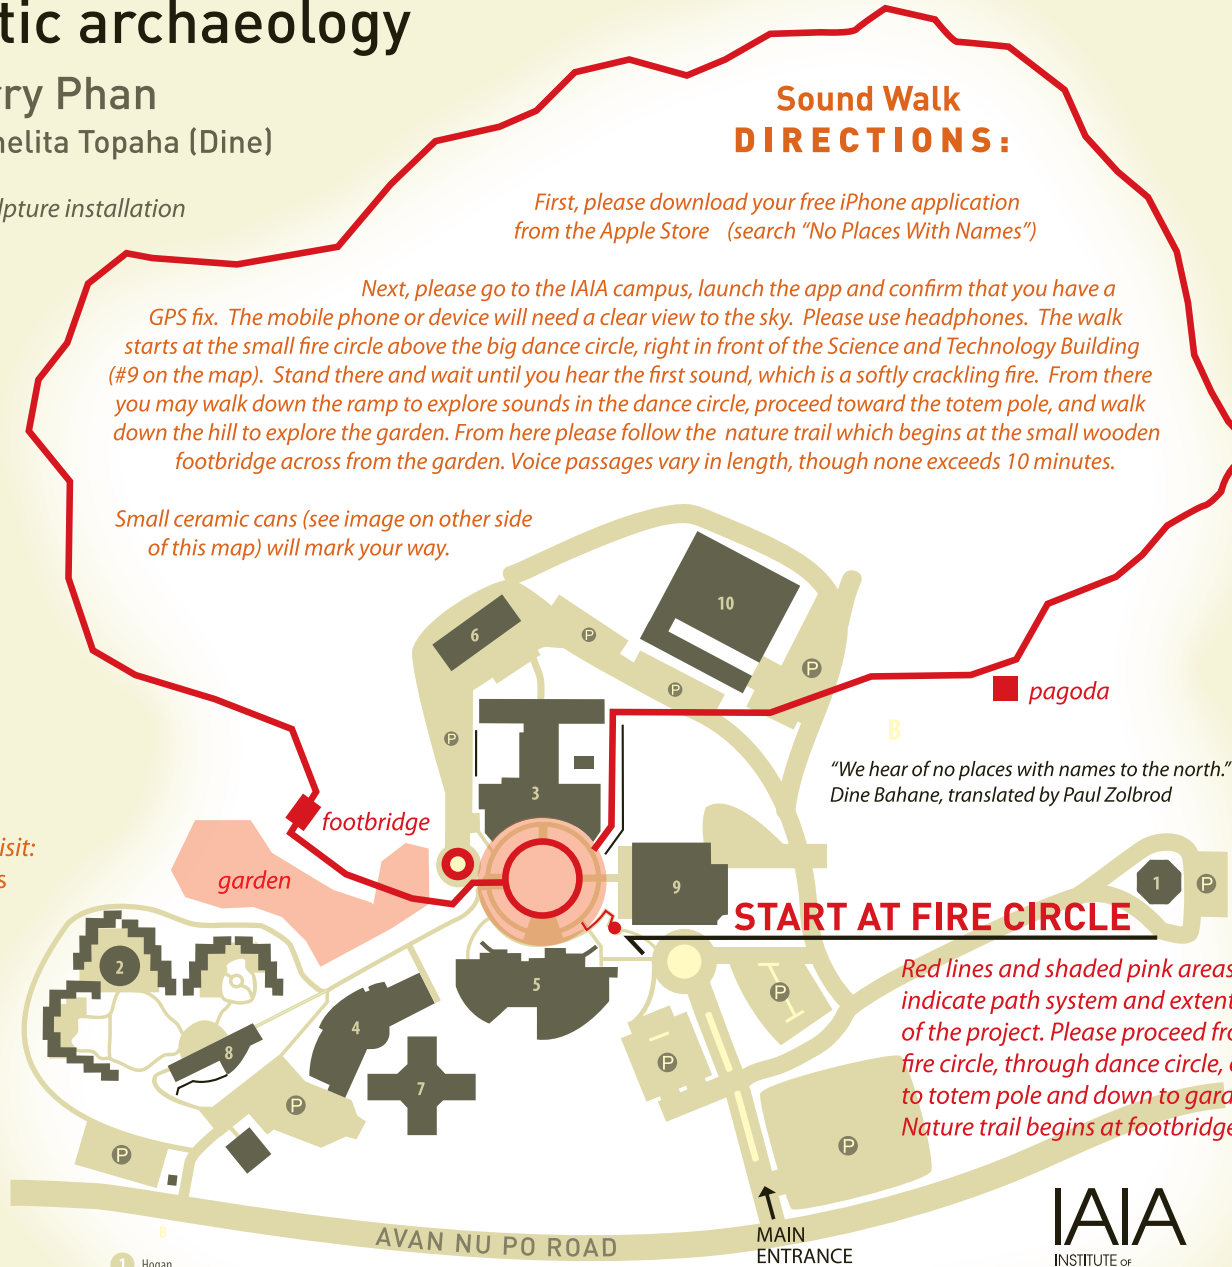 tic archaeology
rry Phan
nelita Topaha (Dine)
lpture installation
Sound Walk
DIRECTIONS:
First, please download your free iPhone application
from the Apple Store (search “No Places With Names”)
Next, please go to the IAIA campus, launch the app and confirm that you have a
GPS fix. The mobile phone or device will need a clear view to the sky. Please use headphones. The walk
starts at the small fire circle above the big dance circle, right in front of the Science and Technology Building
(#9 on the map). Stand there and wait until you hear the first sound, which is a softly crackling fire. From there
you may walk down the ramp to explore sounds in the dance circle, proceed toward the totem pole, and walk
down the hill to explore the garden. From here please follow the nature trail which begins at the small wooden
footbridge across from the garden. Voice passages vary in length, though none exceeds 10 minutes.
Small ceramic cans (see image on other side
of this map) will mark your way.
10
6
P
P
P
P
pagoda
B
“We hear of no places with names to the north.”
Dine Bahane, translated by Paul Zolbrod
3
footbridge
isit:
s
garden
9
1
P
START AT FIRE CIRCLE
2
5
P
4
8
P
7
P
P
P
Red lines and shaded pink areas
indicate path system and extent
of the project. Please proceed fro
fire circle, through dance circle,
to totem pole and down to gard
Nature trail begins at footbridge
AVAN NU PO ROAD
MAIN
ENTRANCE
B
1 Hogan
IAIA
INSTITUTE OF